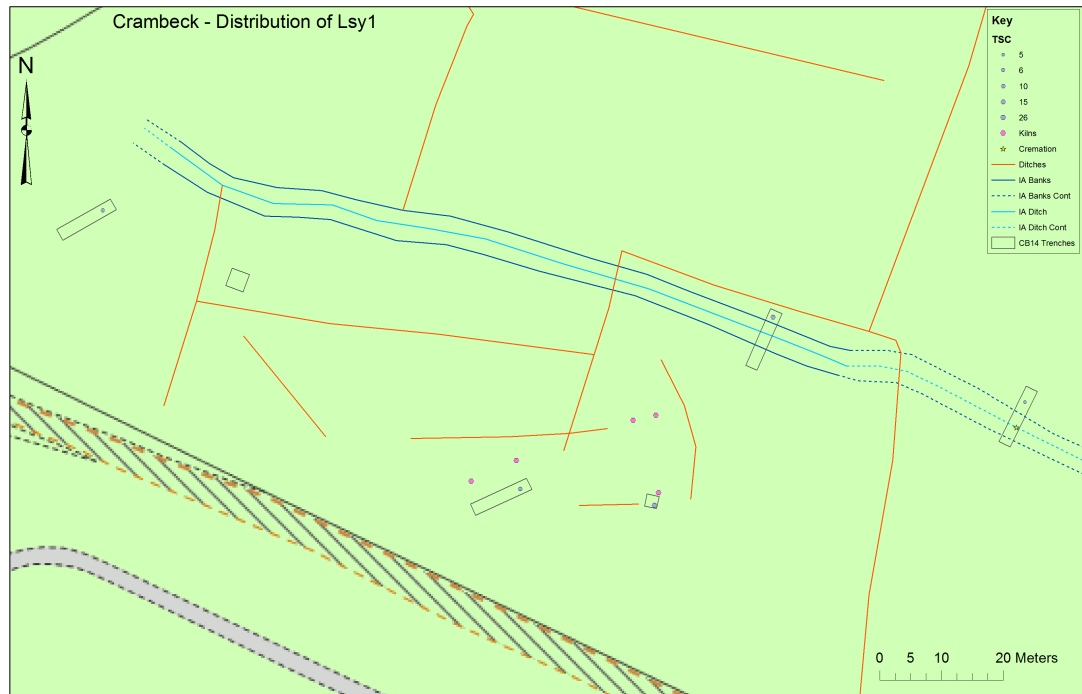 Crambeck - Distribution of Lsy1
N
Key
TSC
5
6
10
15
26
Kilns
Cremation
Ditches
IA Banks
IA Banks Cont
IA Ditch
IA Ditch Cont
CB14 Trenches
0 5 10 20 Meters